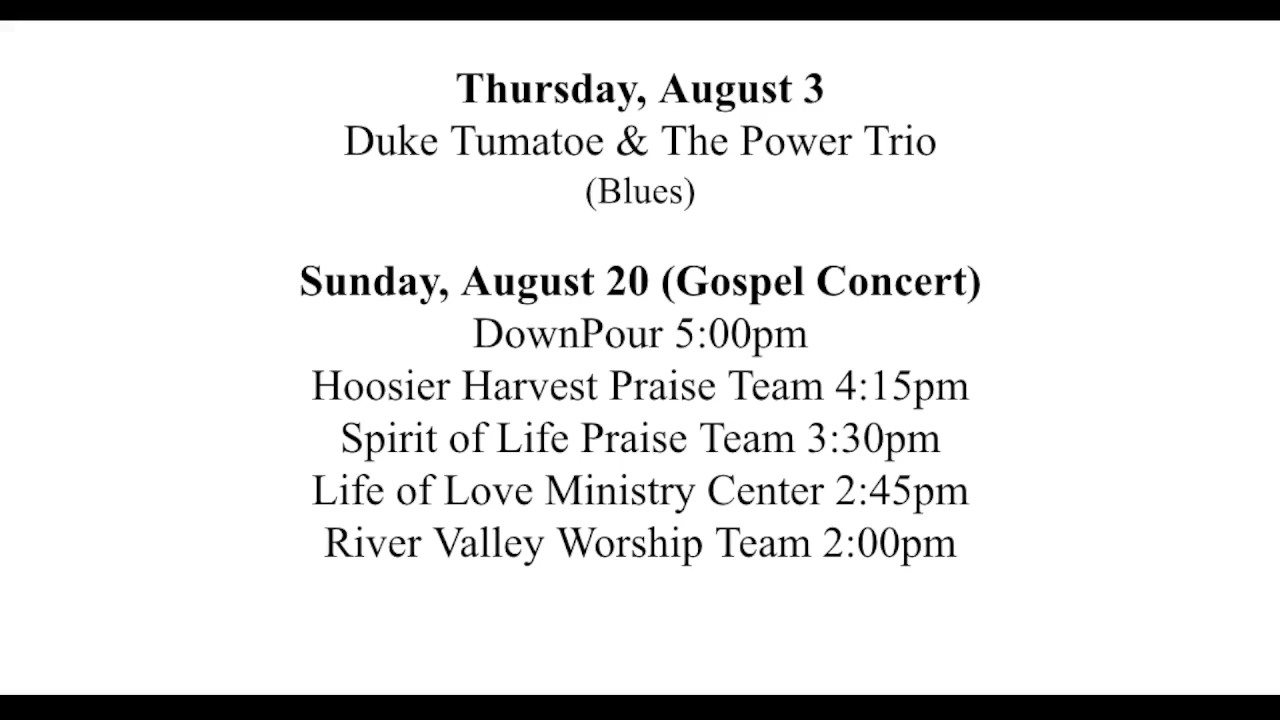 Thursday, August 3
Duke Tumatoe & The Power Trio
(Blues)
Sunday, August 20 (Gospel Concert)
DownPour 5:00pm
Hoosier Harvest Praise Team 4:15pm
Spirit of Life Praise Team 3:30pm
Life of Love Ministry Center 2:45pm
River Valley Worship Team 2:00pm